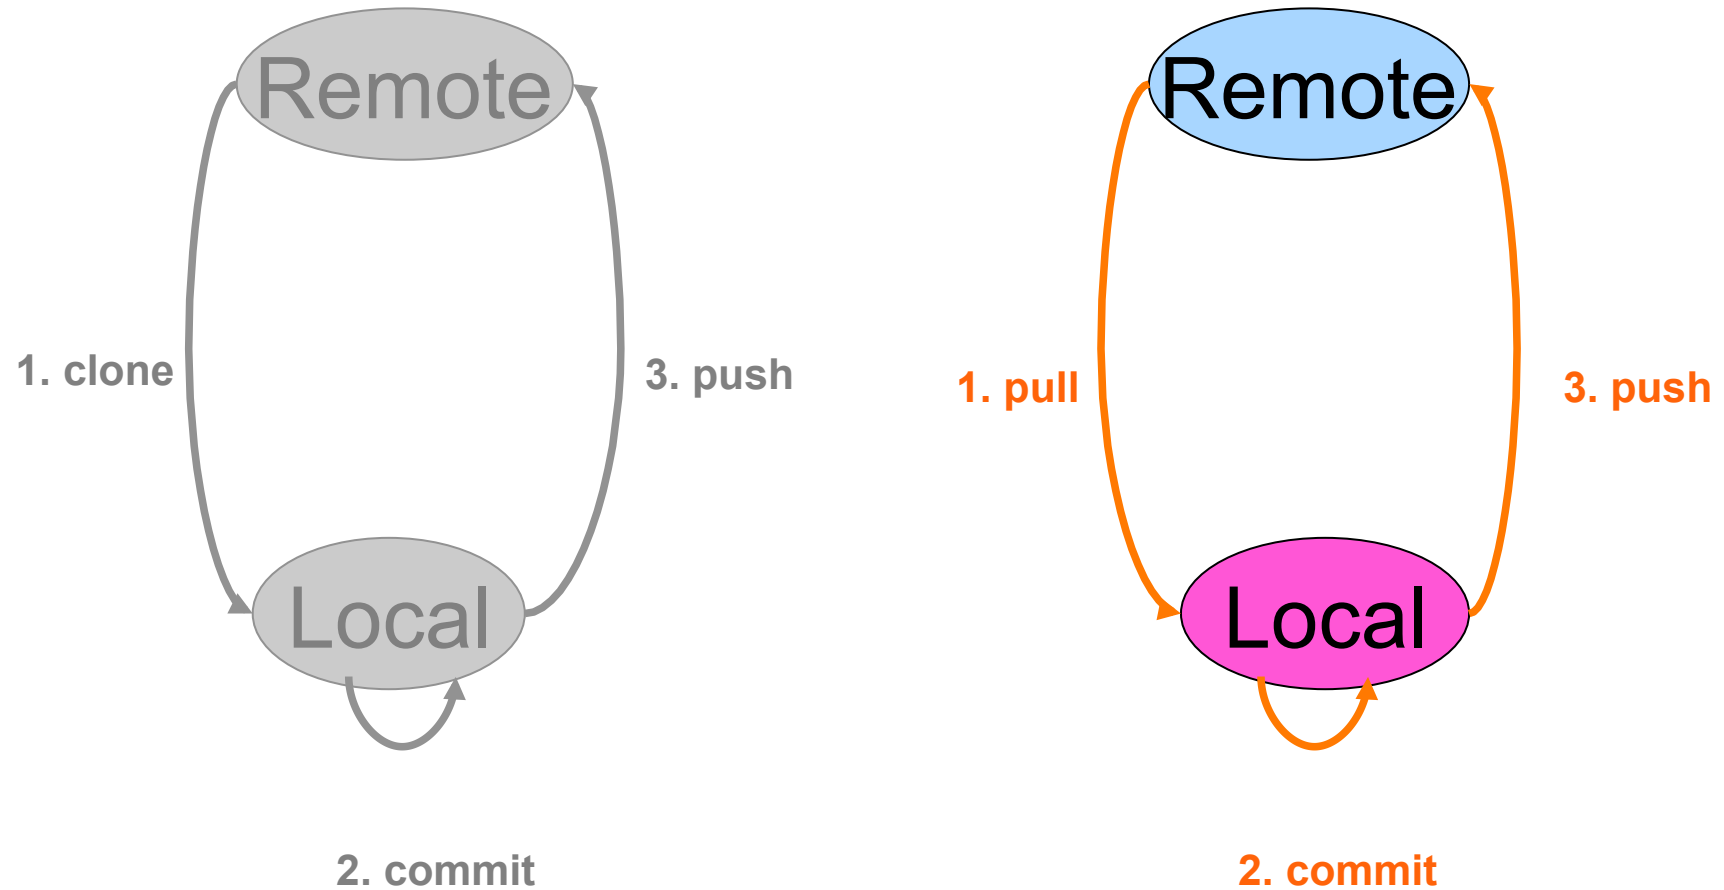 Remote
1. clone
3. push
Local
2. commit
Remote
1. pull
3. push
Local
2. commit